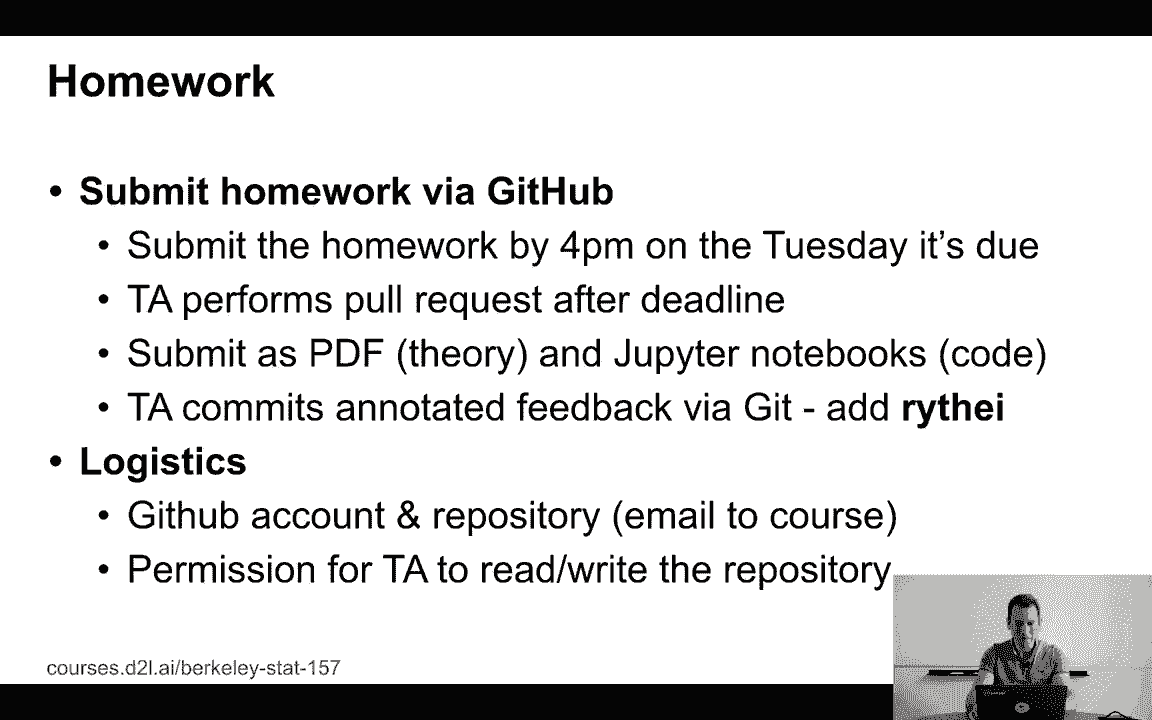 Homework
• Submit homework via GitHub
• Submit the homework by 4pm on the Tuesday it’s due
• TA performs pull request after deadline
• Submit as PDF (theory) and Jupyter notebooks (code)
• TA commits annotated feedback via Git - add rythei
• Logistics
• Github account & repository (email to course)
• Permission for TA to read/write the repository
courses.d2l.ai/berkeley-stat-157